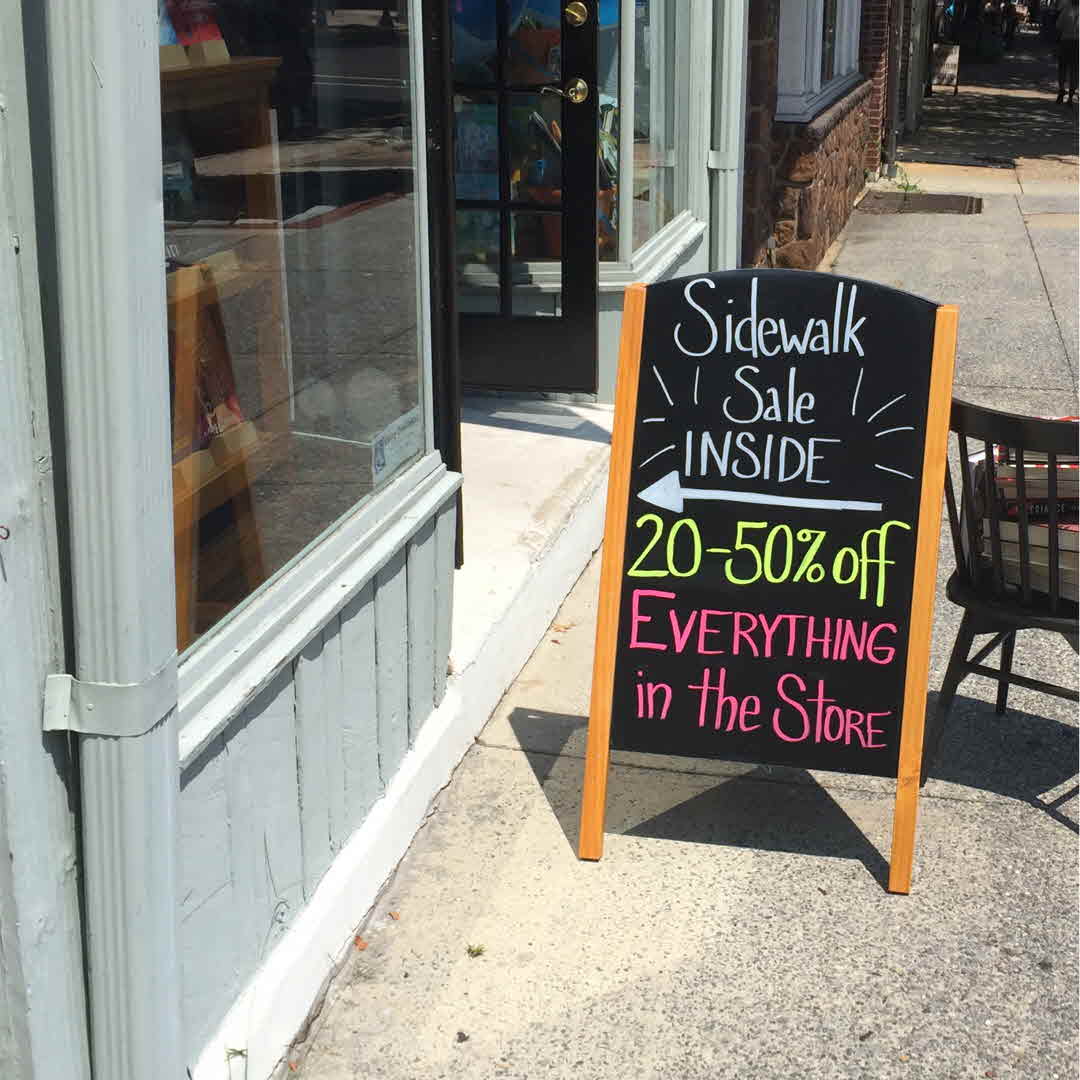 Sidewalk
Sale
INSIDE
20-50% off
EVERYTHING
in the STORE